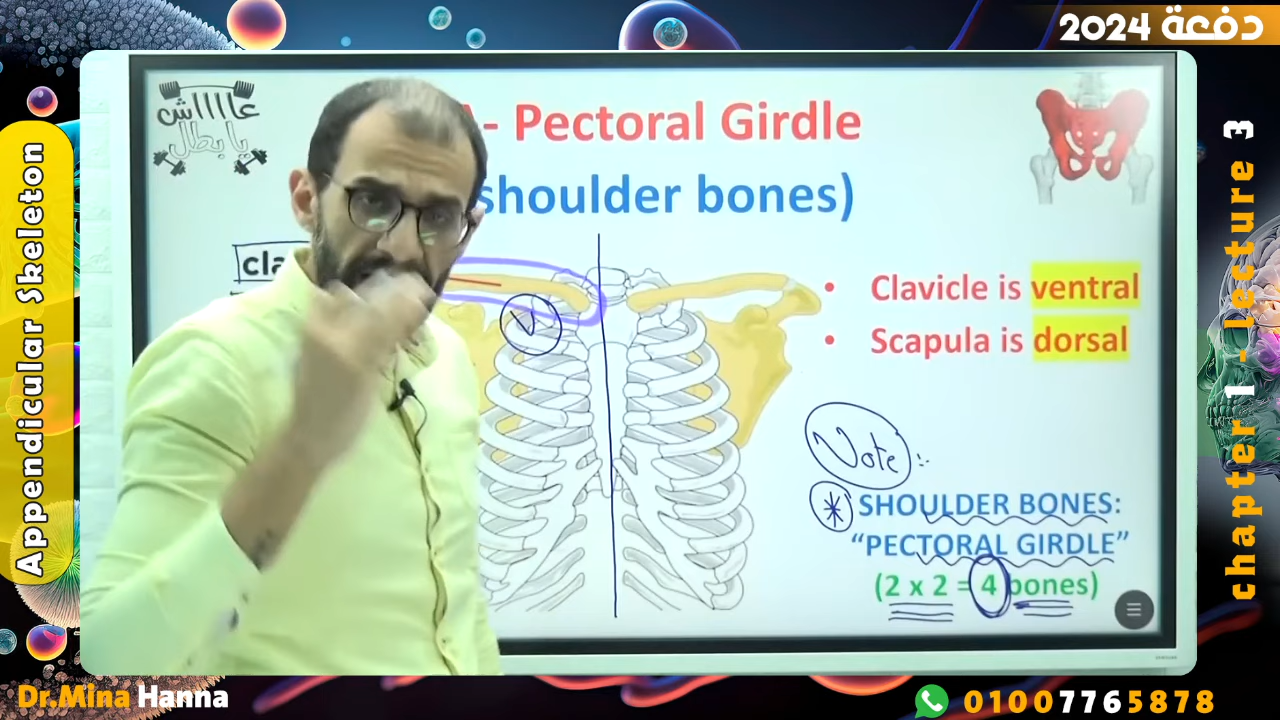 دفعة 2024
عااااش
يا بطل
- Pectoral Girdle
shoulder bones)
cla
• Clavicle is ventral
• Scapula is dorsal
Note:
* SHOULDER BONES:
“PECTORAL GIRDLE”
(2 x 2 = 4 bones)
Appendicular Skeleton
chapter 1 - lecture 3
Dr.Mina Hanna
01007765878